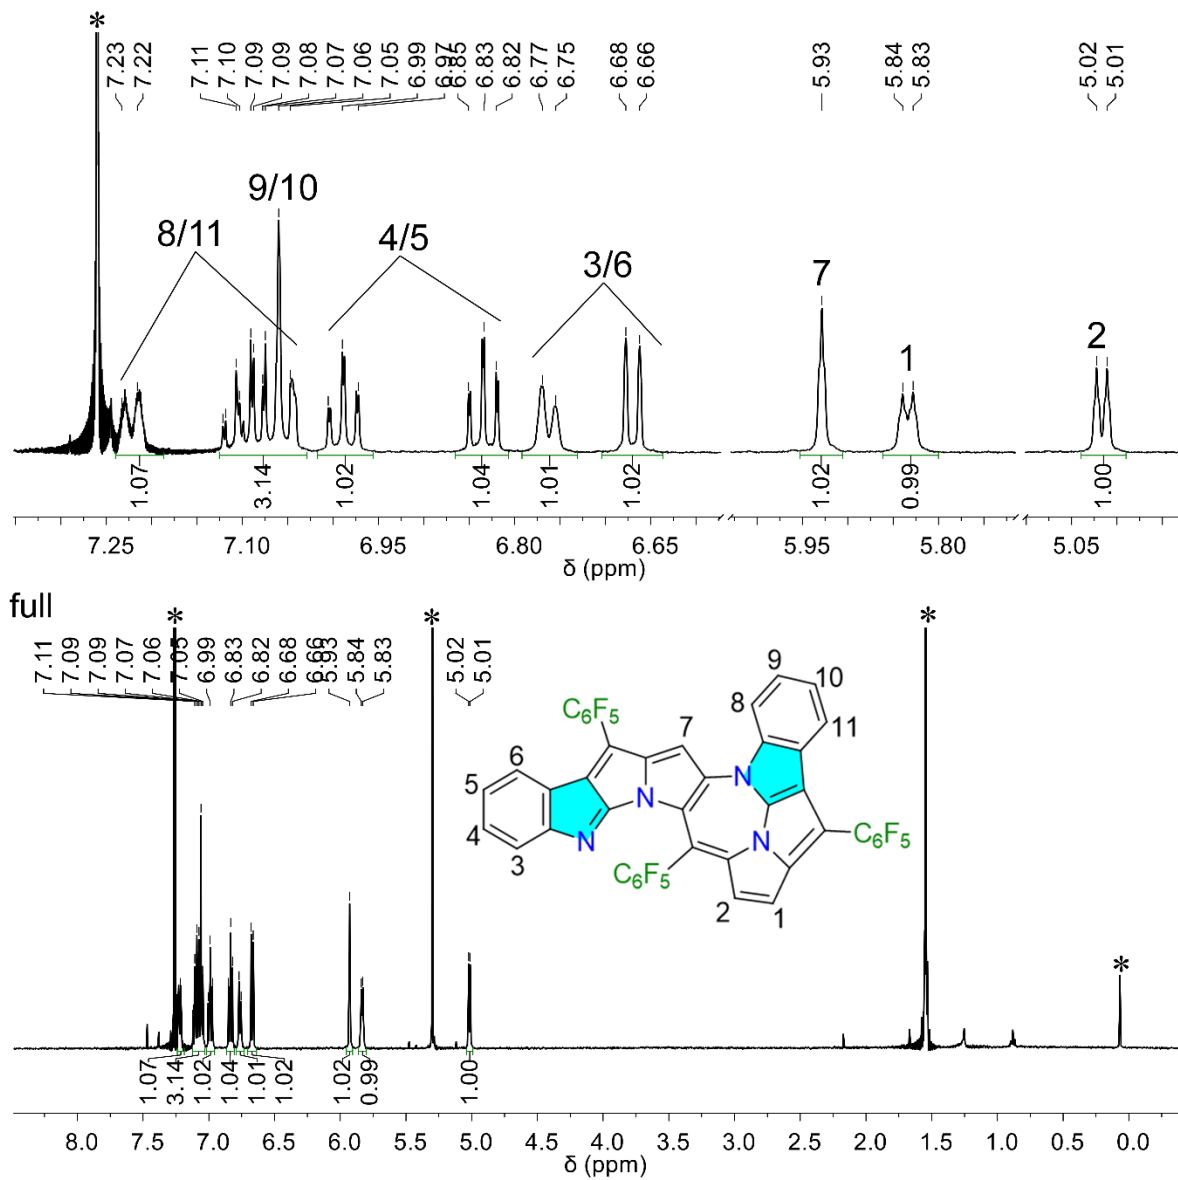 *
7.23 7.22 7.11 7.10 7.09 7.09 7.08 7.07 7.06 7.05 6.99 6.97 6.85 6.83 6.82 6.77 6.75 6.68 6.66 5.93 5.84 5.83 5.02 5.01
8/11 9/10 4/5 3/6 7 1 2
1.07 3.14 1.02 1.04 1.01 1.02 1.02 0.99 1.00
7.25 7.10 6.95 6.80 6.65 5.95 5.80 5.05
δ (ppm)
full
* * * *
7.11 7.09 7.09 7.07 7.06 7.05 6.99 6.83 6.82 6.68 6.66 5.93 5.84 5.83 5.02 5.01
9
10
C6F5 7 8 11
6
5 N
N N C6F5
4 N
3 C6F5
2 1
1.07 3.14 1.02 1.04 1.01 1.02 1.02 0.99 1.00
8.0 7.5 7.0 6.5 6.0 5.5 5.0 4.5 4.0 3.5 3.0 2.5 2.0 1.5 1.0 0.5 0.0
δ (ppm)